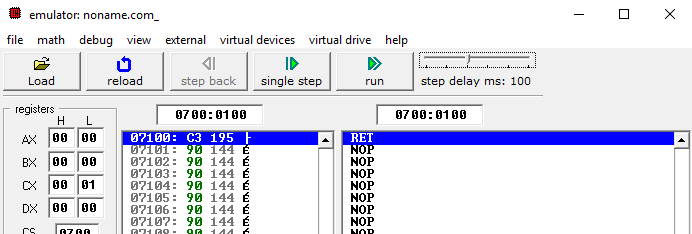 emulator: noname.com_
file math debug view external virtual devices virtual drive help
Load reload step back single step run step delay ms: 100
registers 0700:0100 0700:0100
H L
AX 00 00
BX 00 00
CX 00 01
DX 00 00
CS 0700
07100: C3 195 ├
07101: 90 144 É
07102: 90 144 É
07103: 90 144 É
07104: 90 144 É
07105: 90 144 É
07106: 90 144 É
07107: 90 144 É
07108: 90 144 É
RET
NOP
NOP
NOP
NOP
NOP
NOP
NOP
NOP